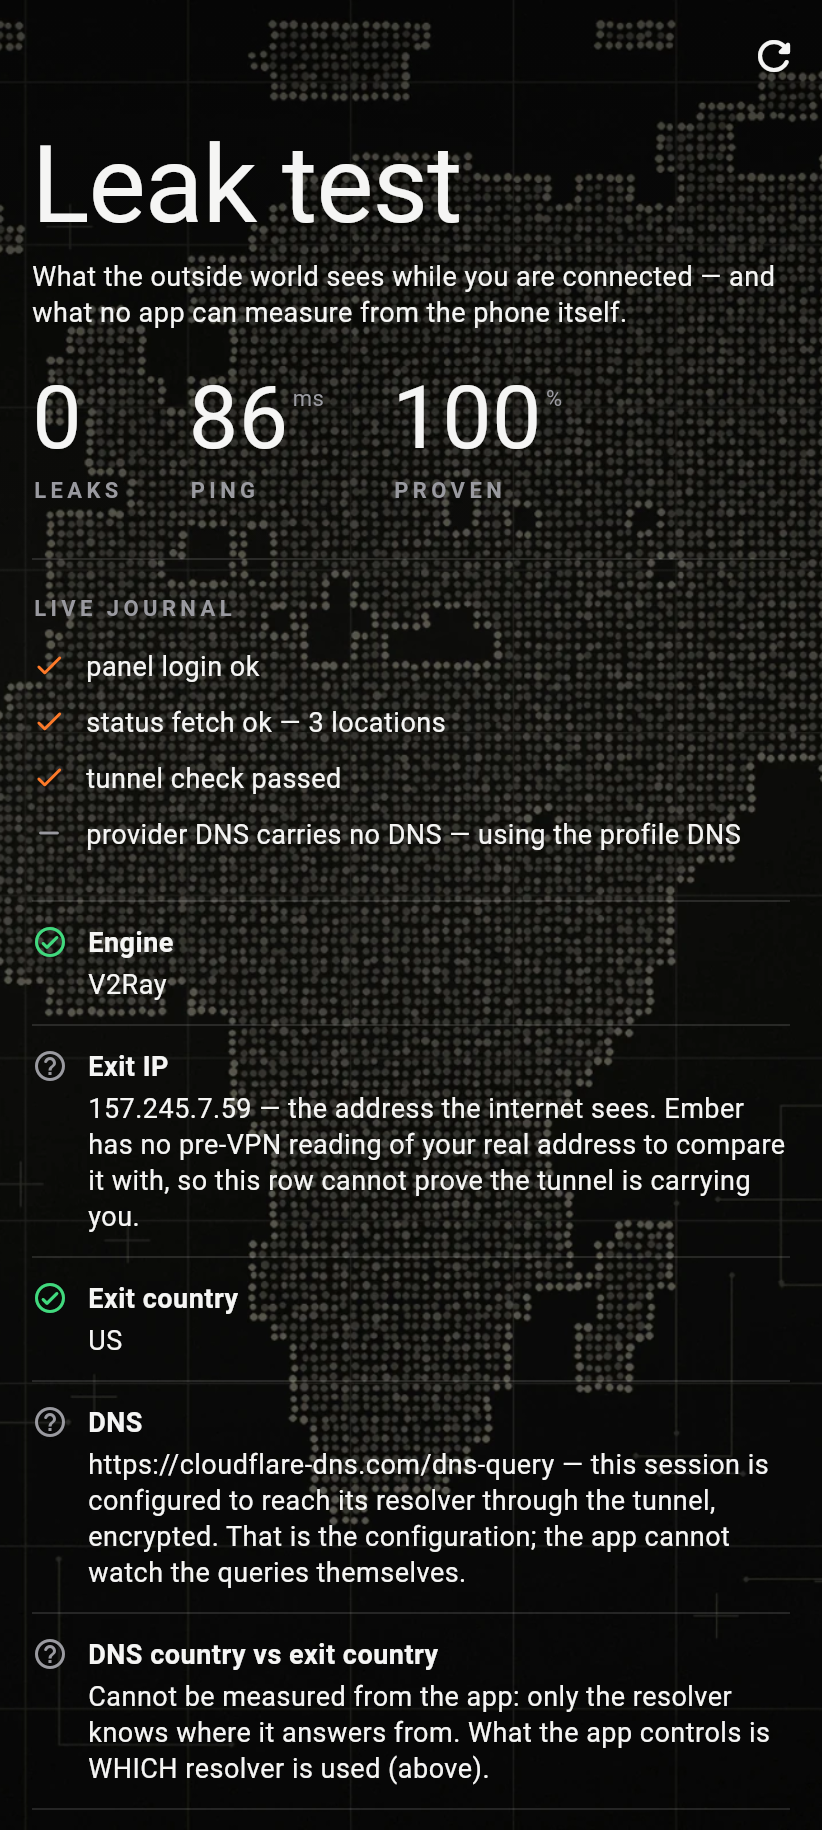 Leak test
What the outside world sees while you are connected — and
what no app can measure from the phone itself.
0 86 ms 100 %
LEAKS PING PROVEN
LIVE JOURNAL
panel login ok
status fetch ok — 3 locations
tunnel check passed
provider DNS carries no DNS — using the profile DNS
Engine
V2Ray
Exit IP
157.245.7.59 — the address the internet sees. Ember
has no pre-VPN reading of your real address to compare
it with, so this row cannot prove the tunnel is carrying
you.
Exit country
US
DNS
https://cloudflare-dns.com/dns-query — this session is
configured to reach its resolver through the tunnel,
encrypted. That is the configuration; the app cannot
watch the queries themselves.
DNS country vs exit country
Cannot be measured from the app: only the resolver
knows where it answers from. What the app controls is
WHICH resolver is used (above).